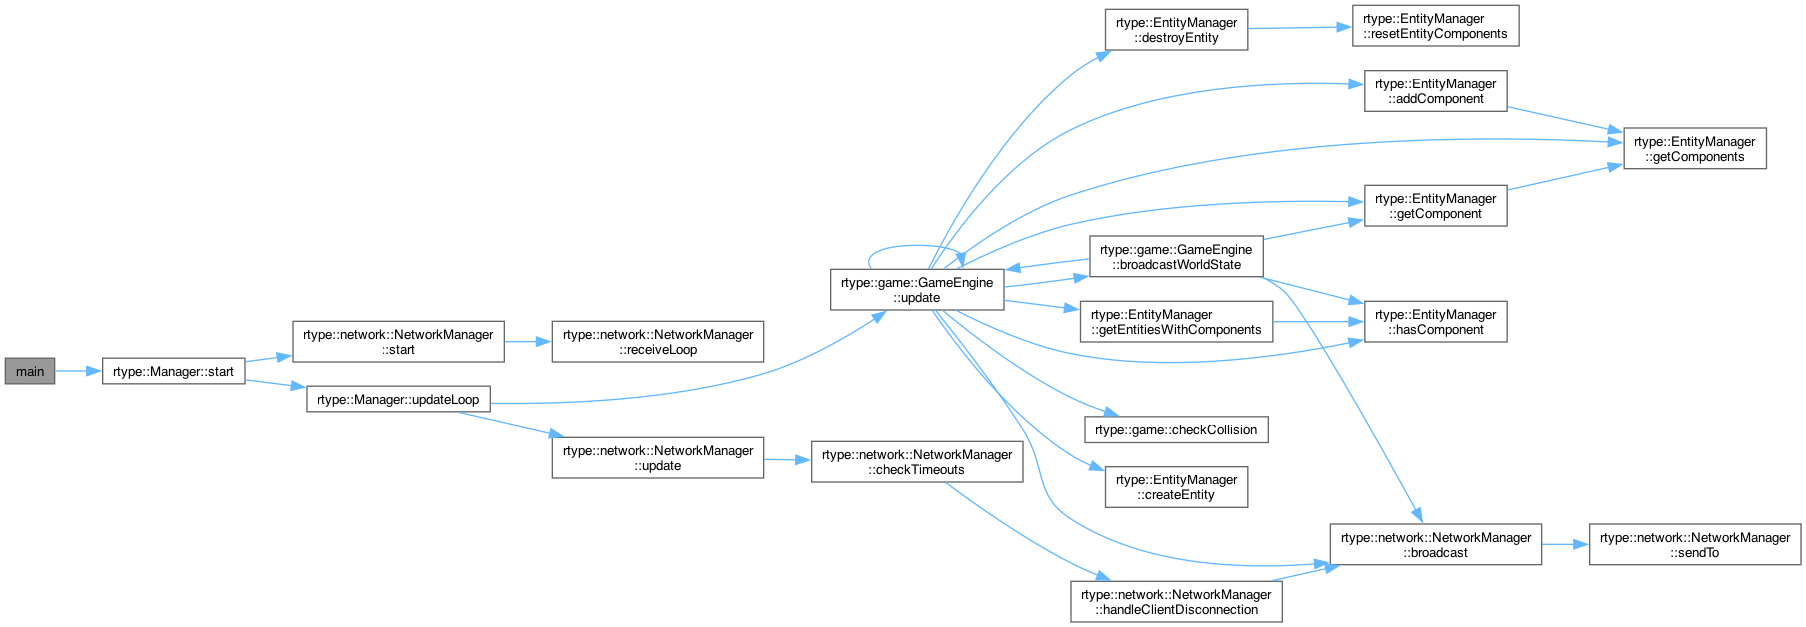 main
rtype::Manager::start
rtype::network::NetworkManager
::start
rtype::Manager::updateLoop
rtype::network::NetworkManager
::receiveLoop
rtype::network::NetworkManager
::update
rtype::game::GameEngine
::update
rtype::network::NetworkManager
::checkTimeouts
rtype::EntityManager
::destroyEntity
rtype::game::GameEngine
::broadcastWorldState
rtype::EntityManager
::getEntitiesWithComponents
rtype::game::checkCollision
rtype::EntityManager
::createEntity
rtype::network::NetworkManager
::handleClientDisconnection
rtype::EntityManager
::resetEntityComponents
rtype::EntityManager
::addComponent
rtype::EntityManager
::getComponent
rtype::EntityManager
::hasComponent
rtype::network::NetworkManager
::broadcast
rtype::EntityManager
::getComponents
rtype::network::NetworkManager
::sendTo